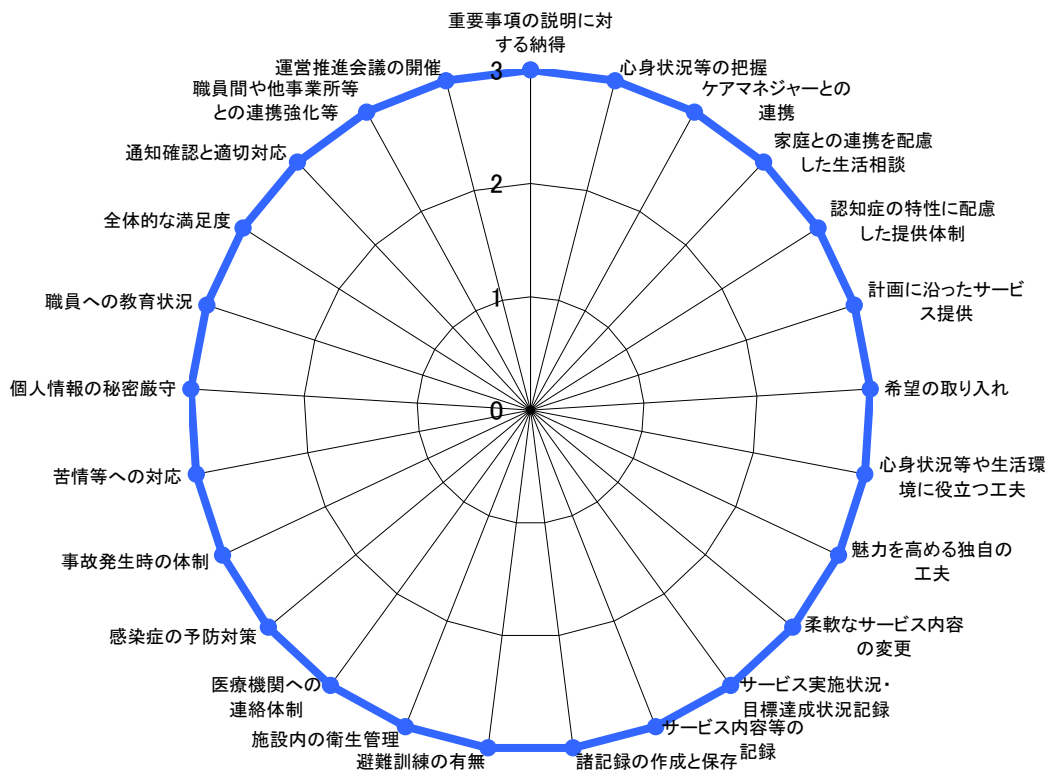 重要事項の説明に対
する納得
心身状況等の把握
ケアマネジャーとの
連携
家庭との連携を配慮
した生活相談
認知症の特性に配慮
した提供体制
計画に沿ったサービ
ス提供
希望の取り入れ
心身状況等や生活環
境に役立つ工夫
魅力を高める独自の
工夫
柔軟なサービス内容
の変更
サービス実施状況・
目標達成状況記録
サービス内容等の
記録
諸記録の作成と保存
避難訓練の有無
施設内の衛生管理
医療機関への
連絡体制
感染症の予防対策
事故発生時の体制
苦情等への対応
個人情報の秘密厳守
職員への教育状況
全体的な満足度
通知確認と適切対応
職員間や他事業所等
との連携強化等
運営推進会議の開催
3
2
1
0